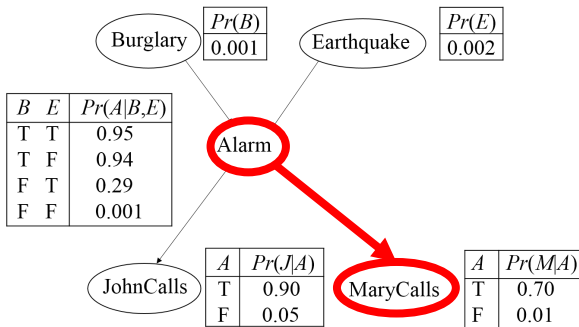 Burglary
Pr(B)
0.001
Earthquake
Pr(E)
0.002
B E Pr(A|B,E)
T T 0.95
T F 0.94
F T 0.29
F F 0.001
Alarm
JohnCalls
A Pr(J|A)
T 0.90
F 0.05
MaryCalls
A Pr(M|A)
T 0.70
F 0.01